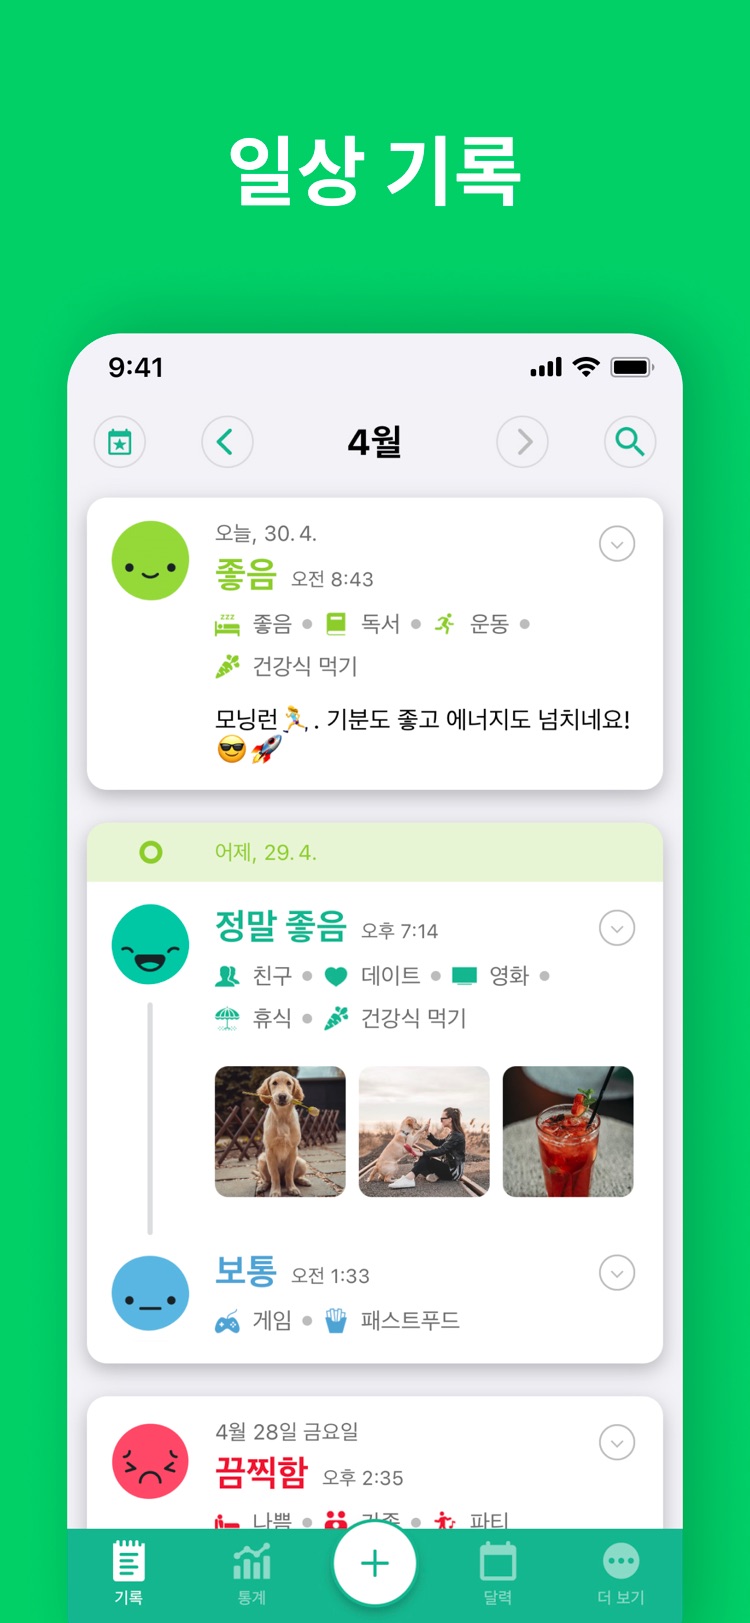 일상 기록
9:41
4월
오늘, 30. 4.
좋음 오전 8:43
좋음 독서 운동
건강식 먹기
모닝런🏃‍♀️. 기분도 좋고 에너지도 넘치네요!
😎🚀
어제, 29. 4.
정말 좋음 오후 7:14
친구 데이트 영화
휴식 건강식 먹기
보통 오전 1:33
게임 패스트푸드
4월 28일 금요일
끔찍함 오후 2:35
나쁨 가족 파티
기록 통계 달력 더 보기